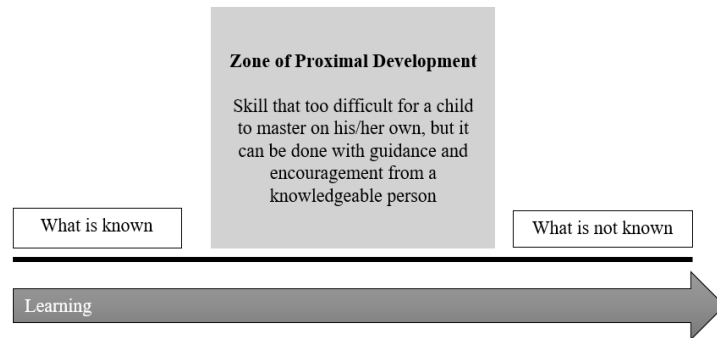 Zone of Proximal Development
Skill that too difficult for a child
to master on his/her own, but it
can be done with guidance and
encouragement from a
knowledgeable person
What is known
What is not known
Learning